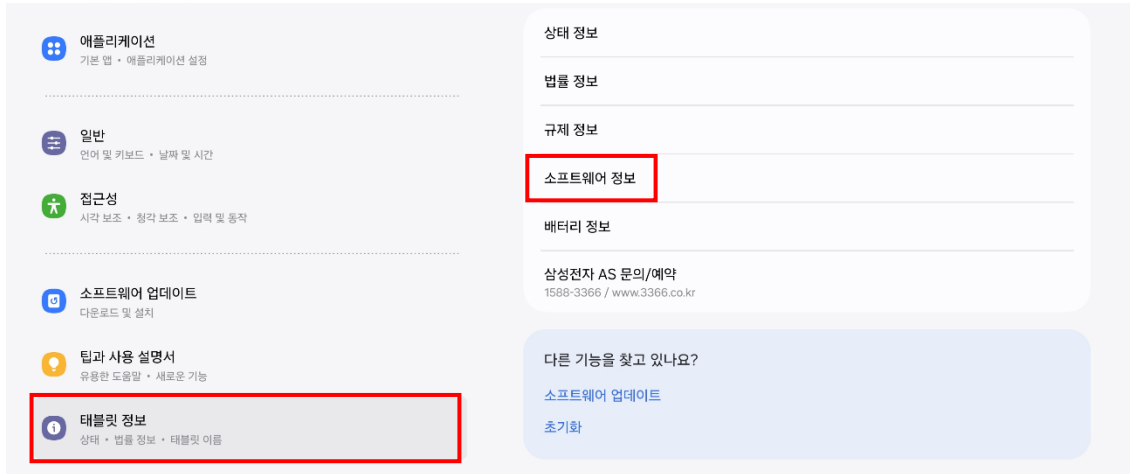 애플리케이션
기본 앱 • 애플리케이션 설정
일반
언어 및 키보드 • 날짜 및 시간
접근성
시각 보조 • 청각 보조 • 입력 및 동작
소프트웨어 업데이트
다운로드 및 설치
팁과 사용 설명서
유용한 도움말 • 새로운 기능
태블릿 정보
상태 • 법률 정보 • 태블릿 이름
상태 정보
법률 정보
규제 정보
소프트웨어 정보
배터리 정보
삼성전자 AS 문의/예약
1588-3366 / www.3366.co.kr
다른 기능을 찾고 있나요?
소프트웨어 업데이트
초기화